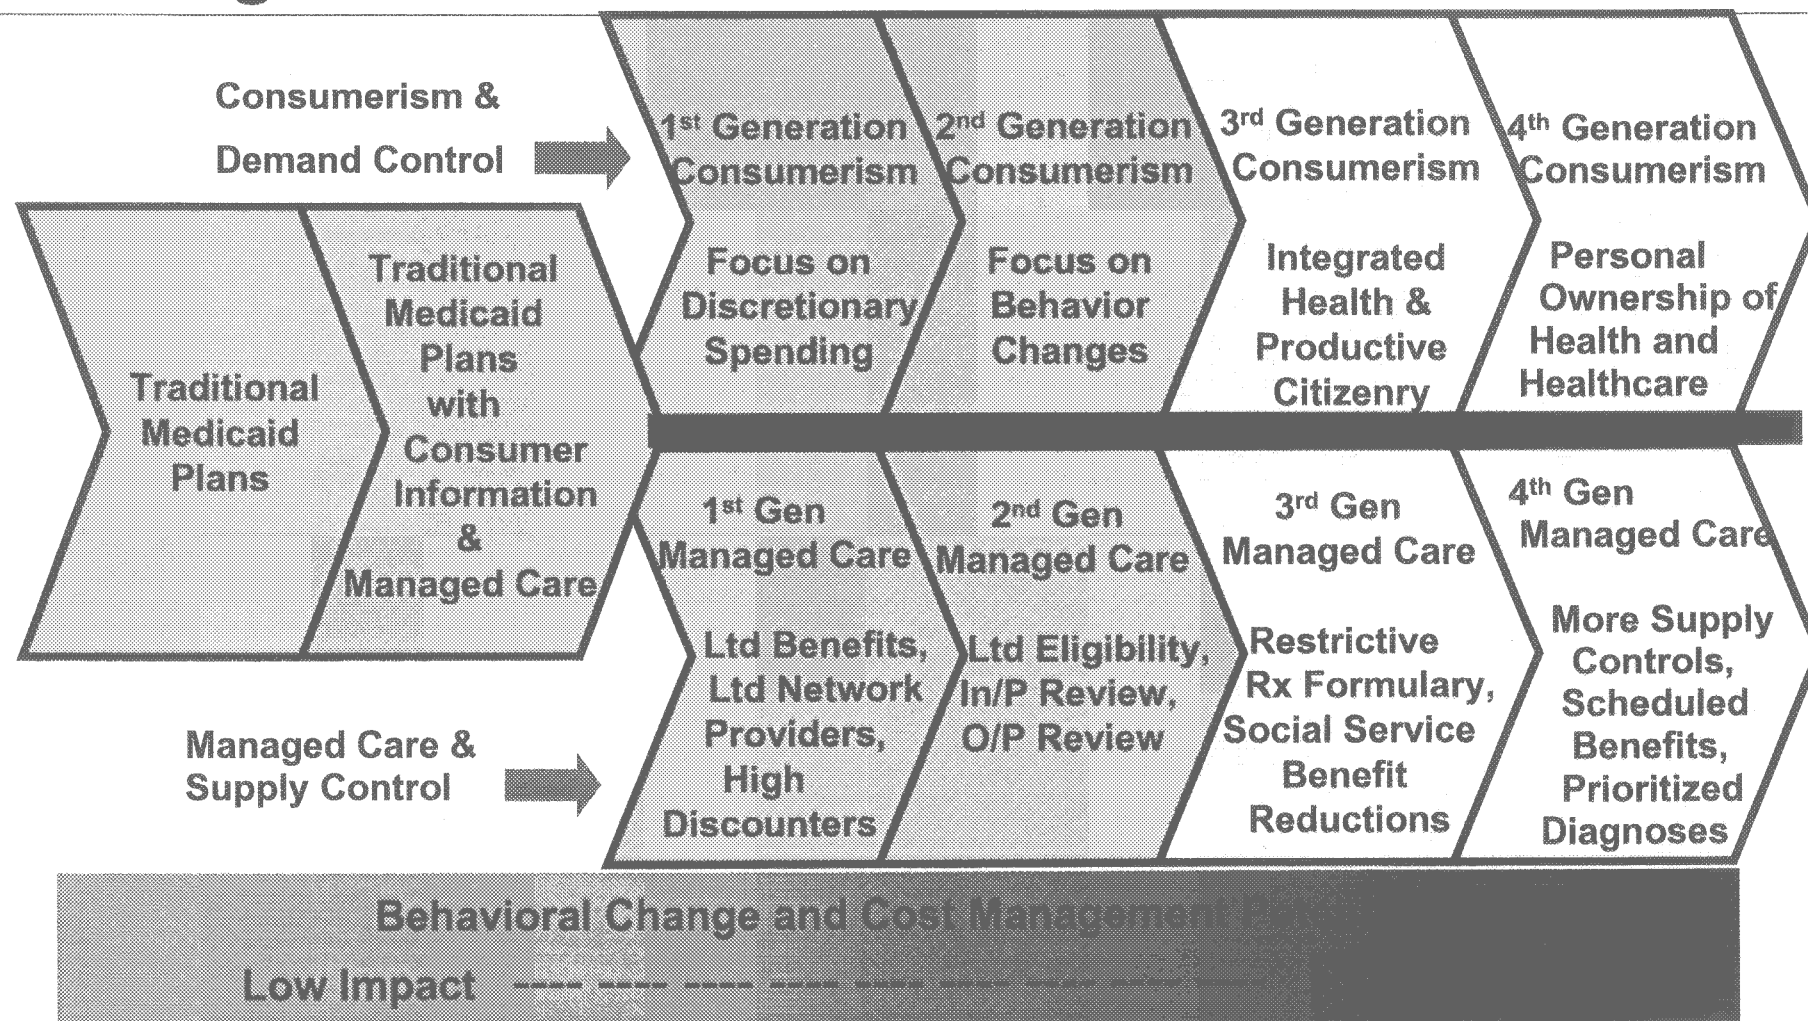 Consumerism &
Demand Control
1st Generation
Consumerism
Focus on
Discretionary
Spending
2nd Generation
Consumerism
Focus on
Behavior
Changes
3rd Generation
Consumerism
Integrated
Health &
Productive
Citizenry
4th Generation
Consumerism
Personal
Ownership of
Health and
Healthcare
Traditional
Medicaid
Plans
Traditional
Medicaid
Plans
with
Consumer
Information
&
Managed Care
1st Gen
Managed Care
Ltd Benefits,
Ltd Network
Providers,
High
Discounters
2nd Gen
Managed Care
Ltd Eligibility,
In/P Review,
O/P Review
3rd Gen
Managed Care
Restrictive
Rx Formulary,
Social Service
Benefit
Reductions
4th Gen
Managed Care
More Supply
Controls,
Scheduled
Benefits,
Prioritized
Diagnoses
Managed Care &
Supply Control
Behavioral Change and Cost Management
Low Impact ---- ---- ---- ---- ---- ---- ---- ----